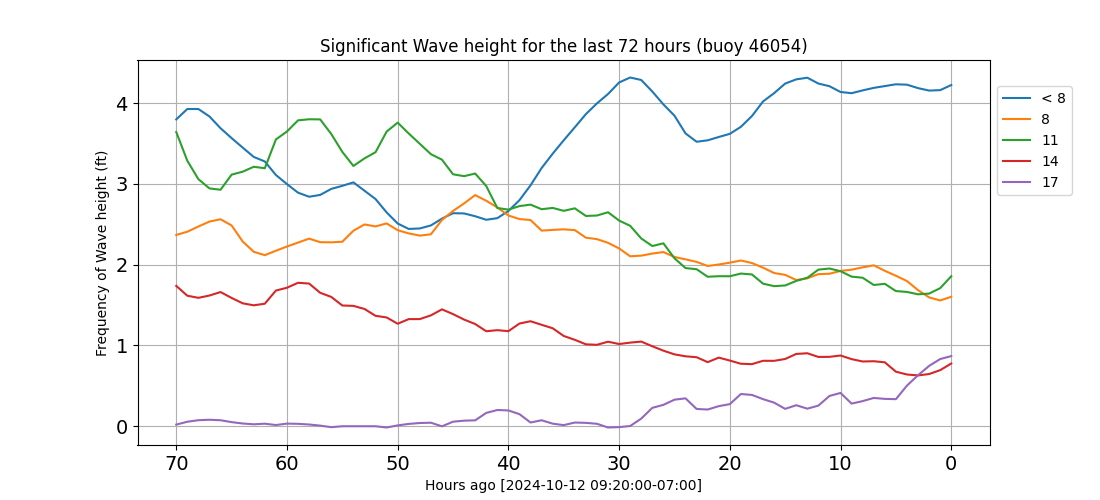 Significant Wave height for the last 72 hours (buoy 46054)
Frequency of Wave height (ft)
4
3
2
1
0
70 60 50 40 30 20 10 0
Hours ago [2024-10-12 09:20:00-07:00]
< 8
8
11
14
17